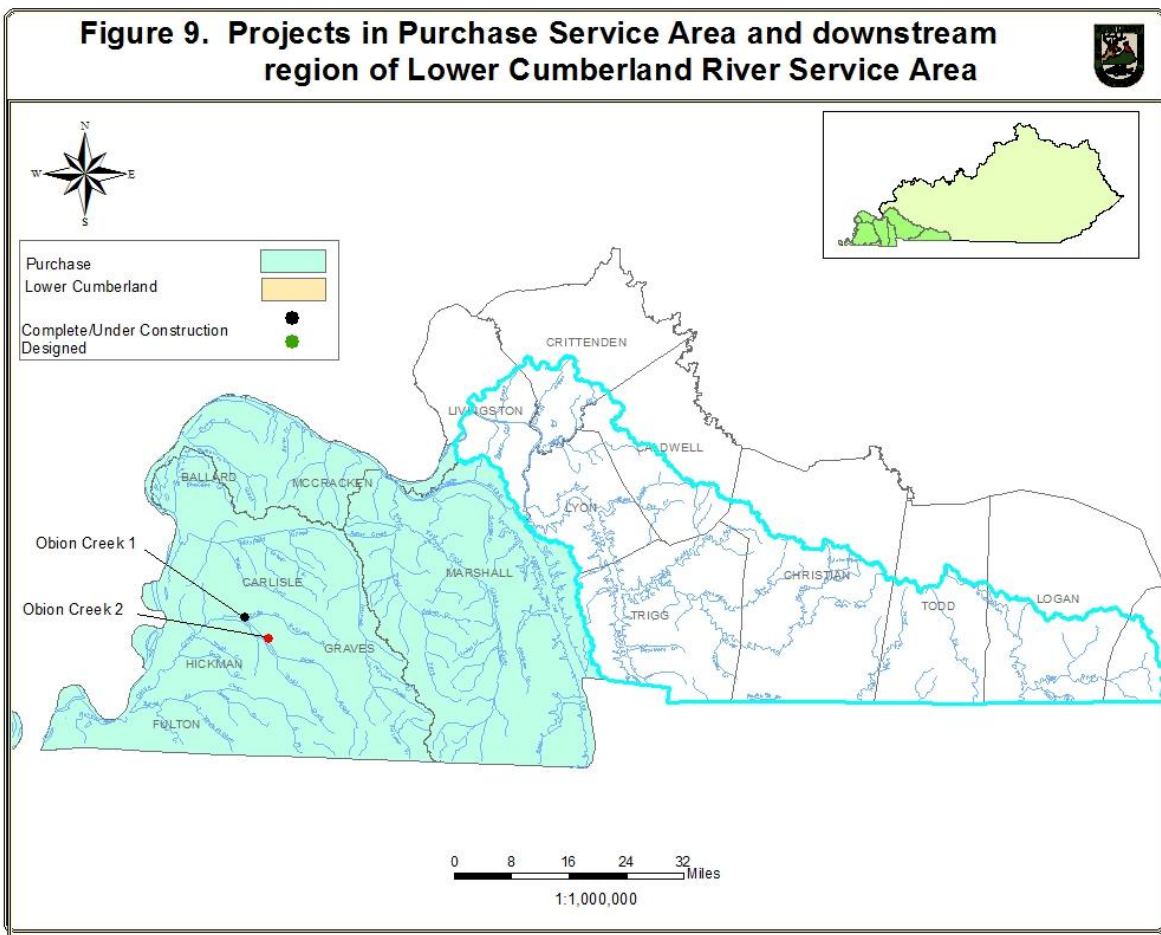 Figure 9. Projects in Purchase Service Area and downstream
region of Lower Cumberland River Service Area
N
W
E
S
Purchase
Lower Cumberland
Complete/Under Construction
Designed
CRITTENDEN
LIVINGSTON
CALDWELL
BALLARD
MCCRACKEN
LYON
Obion Creek 1
MARSHALL
CHRISTIAN
CARLISLE
LOGAN
TODD
Obion Creek 2
TRIGG
GRAVES
HICKMAN
FULTON
0 8 16 24 32
Miles
1:1,000,000